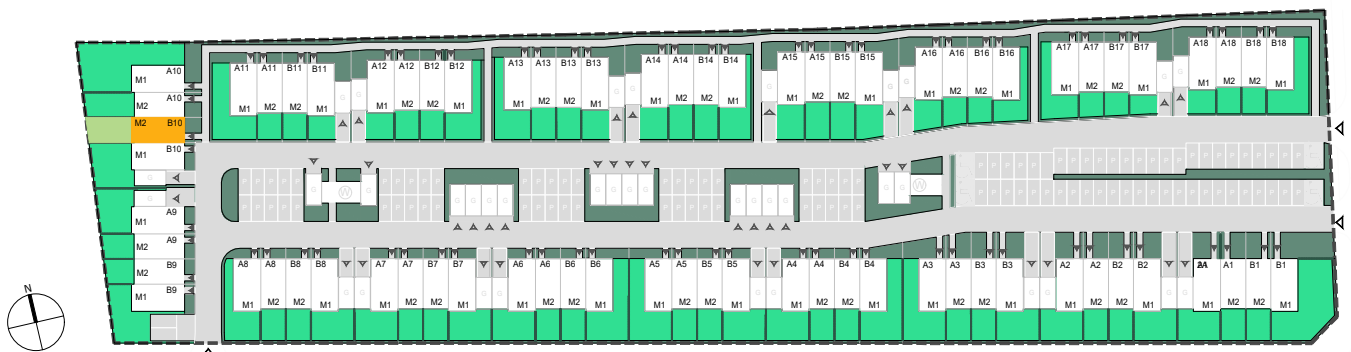 A10
M1
A10
M2
M2 B10
B10
M1
A9
M1
A9
M2
B9
M2
B9
M1
A11 A11 B11 B11
M1 M2 M2 M1
A12 A12 B12 B12
M1 M2 M2 M1
A13 A13 B13 B13
M1 M2 M2 M1
A14 A14 B14 B14
M1 M2 M2 M1
A15 A15 B15 B15
M1 M2 M2 M1
A16 A16 B16 B16
M1 M2 M2 M1
A17 A17 B17 B17
M1 M2 M2 M1
A18 A18 B18 B18
M1 M2 M2 M1
W
W
A8 A8 B8 B8
M1 M2 M2 M1
A7 A7 B7 B7
M1 M2 M2 M1
A6 A6 B6 B6
M1 M2 M2 M1
A5 A5 B5 B5
M1 M2 M2 M1
A4 A4 B4 B4
M1 M2 M2 M1
A3 A3 B3 B3
M1 M2 M2 M1
A2 A2 B2 B2
M1 M2 M2 M1
A1 B1 B1
M1 M2 M2 M1
N